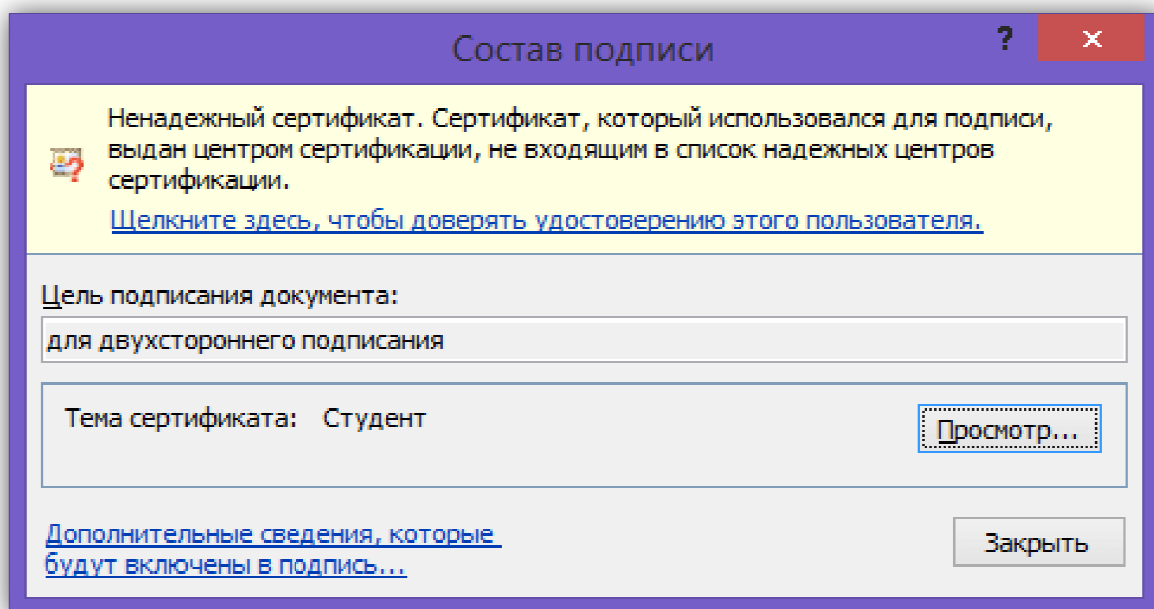 Состав подписи
?
×
Ненадежный сертификат. Сертификат, который использовался для подписи,
выдан центром сертификации, не входящим в список надежных центров
сертификации.
Щелкните здесь, чтобы доверять удостоверению этого пользователя.
Цель подписания документа:
для двухстороннего подписания
Тема сертификата: Студент
Просмотр...
Дополнительные сведения, которые
будут включены в подпись...
Закрыть